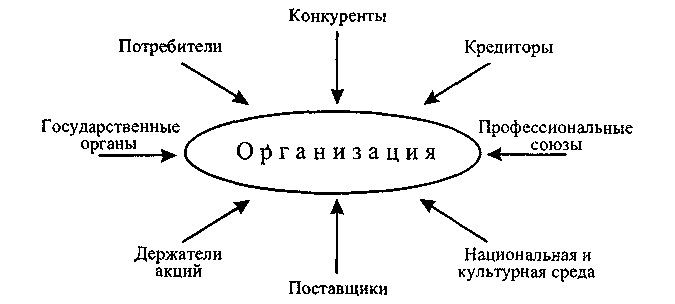 Конкуренты
Потребители
Кредиторы
Государственные
органы
Организация
Профессиональные
союзы
Держатели
акций
Поставщики
Национальная и
культурная среда